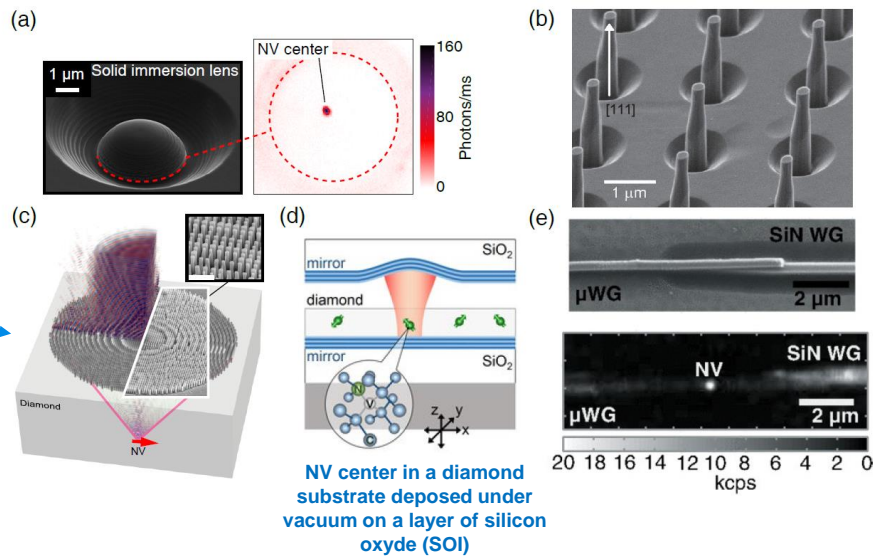 (a)
1 µm
Solid immersion lens
NV center
160
80
0
Photons/ms
(b)
[111]
1 µm
(c)
Diamond
NV
(d)
SiO2
mirror
diamond
mirror
SiO2
N
V
C
z
y
x
NV center in a diamond
substrate deposed under
vacuum on a layer of silicon
oxyde (SOI)
(e)
SiN WG
µWG
2 µm
NV
SiN WG
µWG
2 µm
20 18 16 14 12 10 8 6 4 2 0
kcps